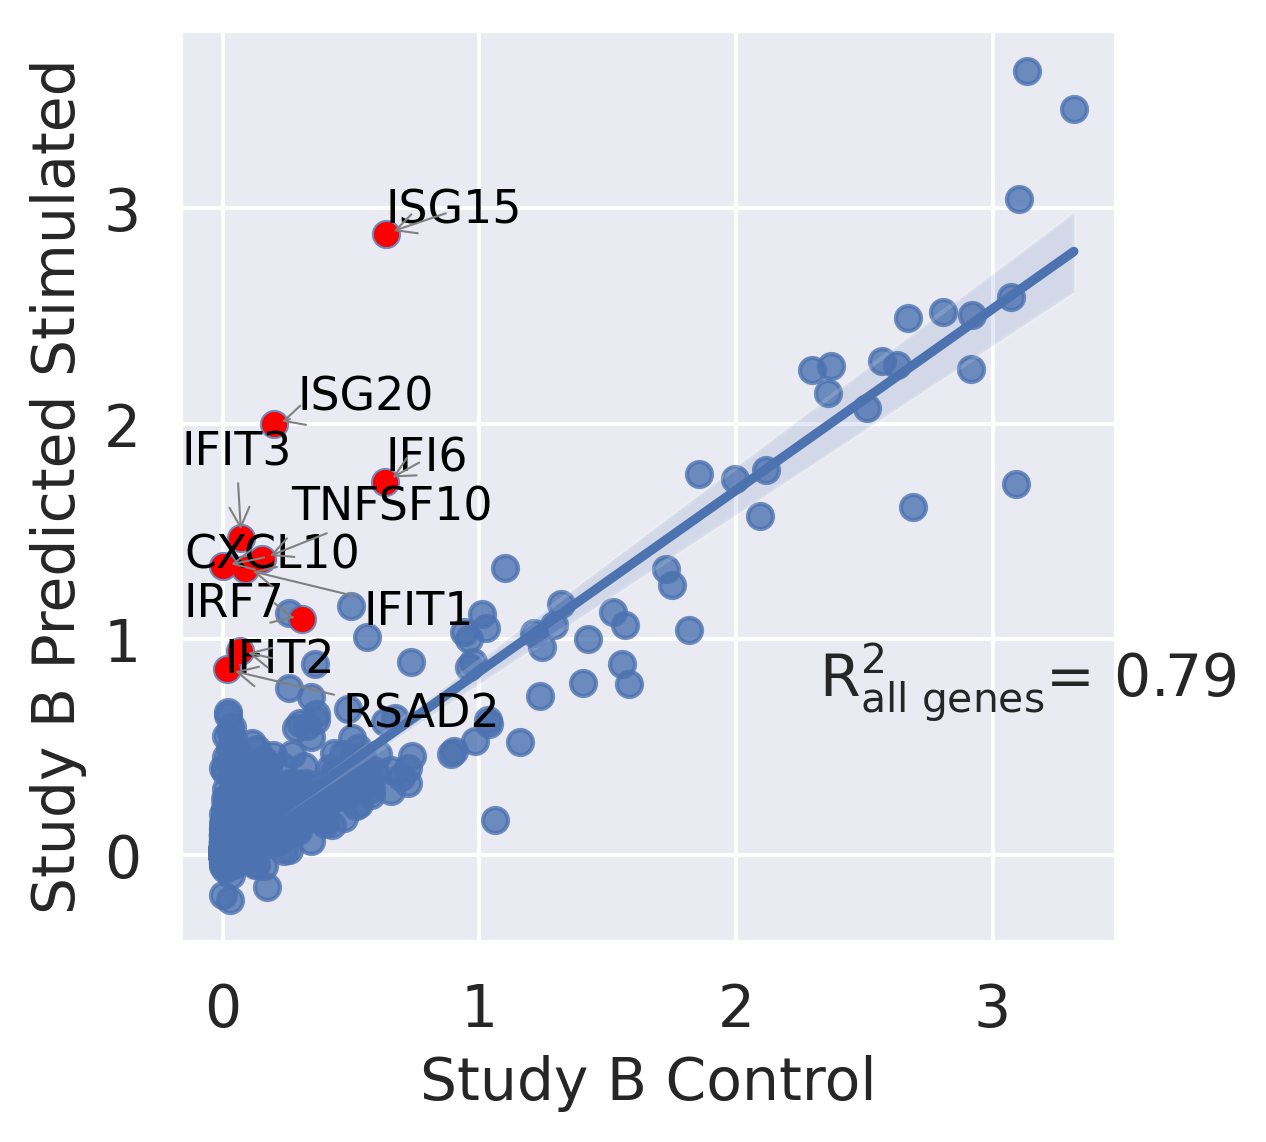 Study B Predicted Stimulated
3
2
1
0
ISG15
ISG20
IFIT3
IFI6
TNFSF10
CXCL10
IRF7
IFIT1
IFIT2
RSAD2
R²all genes= 0.79
0 1 2 3
Study B Control